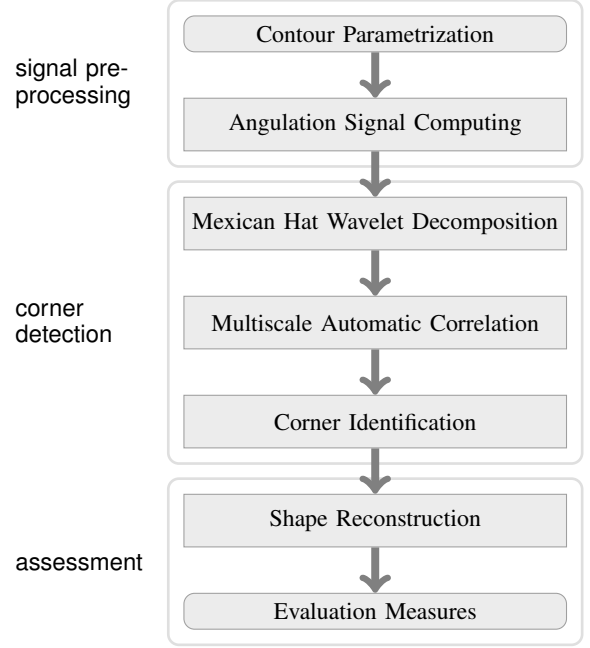 Contour Parametrization
signal pre-
processing
Angulation Signal Computing
Mexican Hat Wavelet Decomposition
corner
detection
Multiscale Automatic Correlation
Corner Identification
Shape Reconstruction
assessment
Evaluation Measures